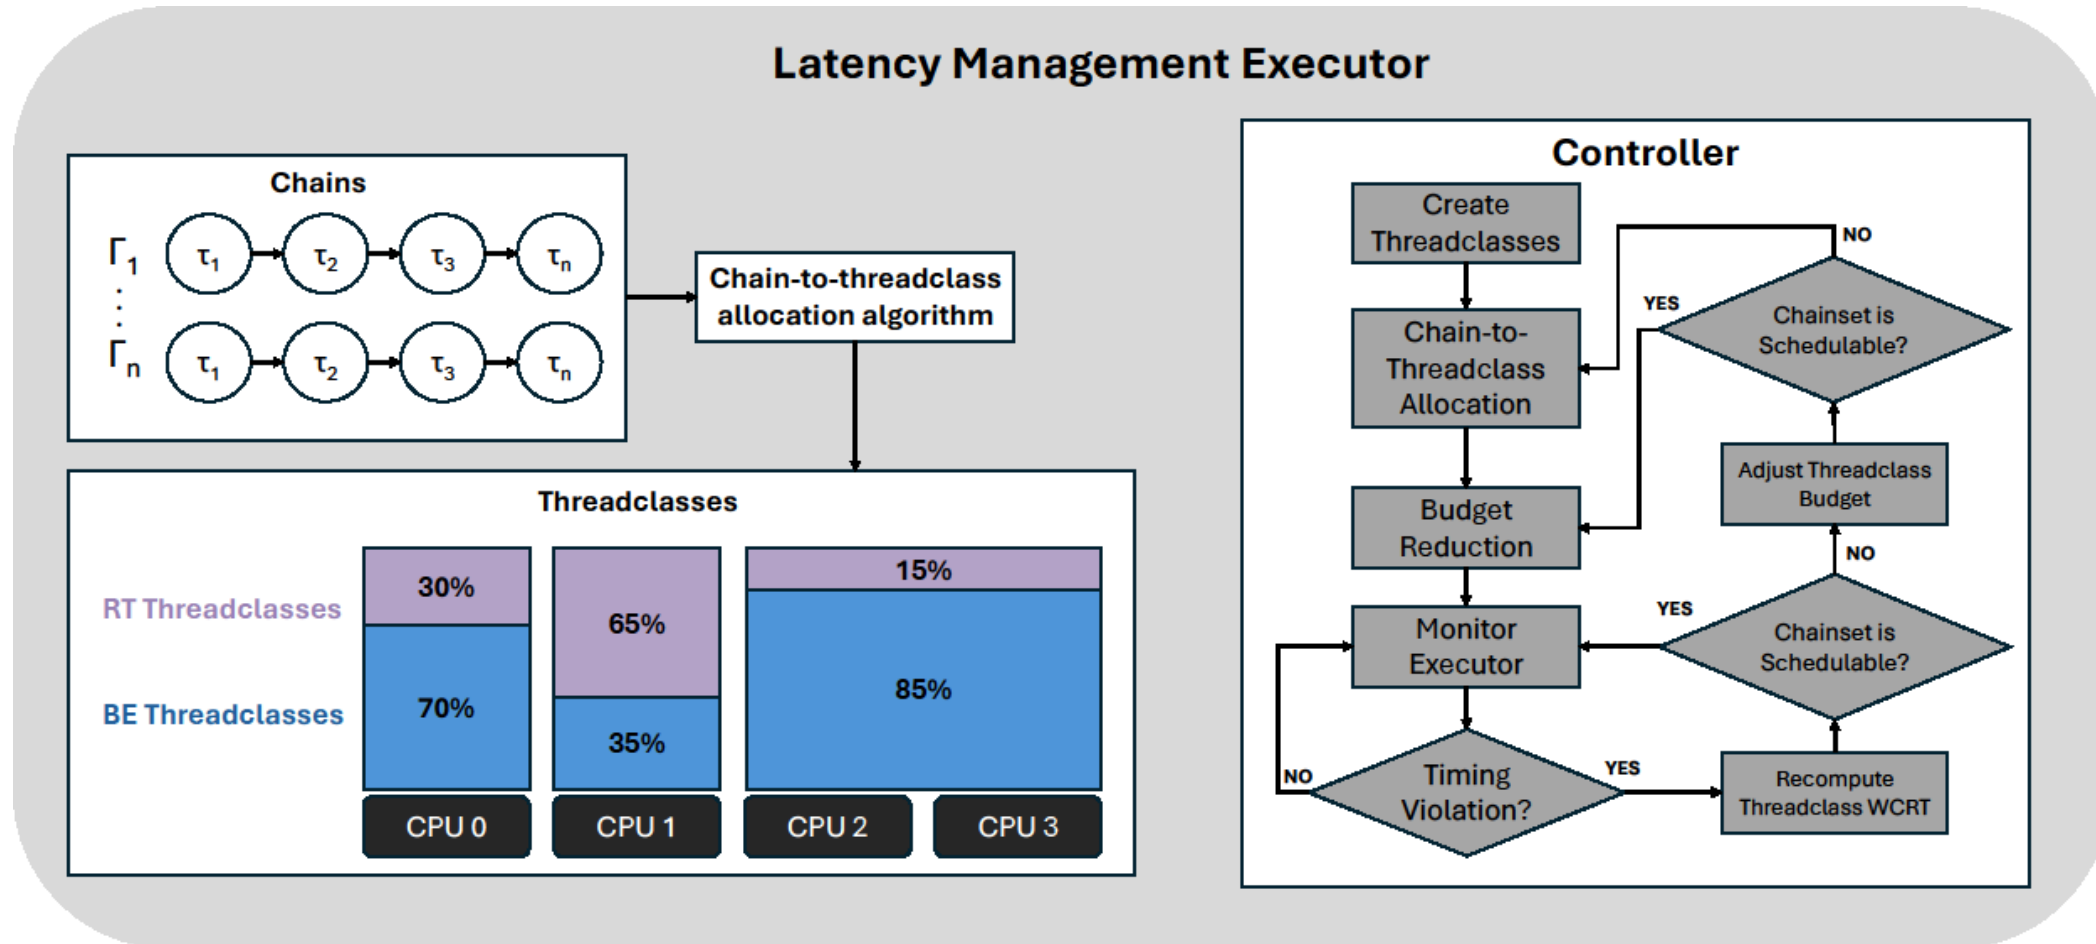 Latency Management Executor
Chains
Γ1 τ1 τ2 τ3 τn
Γn τ1 τ2 τ3 τn
Chain-to-threadclass
allocation algorithm
Threadclasses
RT Threadclasses
BE Threadclasses
30%
70%
65%
35%
15%
85%
CPU 0
CPU 1
CPU 2
CPU 3
Controller
Create
Threadclasses
Chain-to-
Threadclass
Allocation
Budget
Reduction
Monitor
Executor
Timing
Violation?
NO
YES
Recompute
Threadclass WCRT
Chainset is
Schedulable?
YES
NO
Adjust Threadclass
Budget
Chainset is
Schedulable?
YES
NO